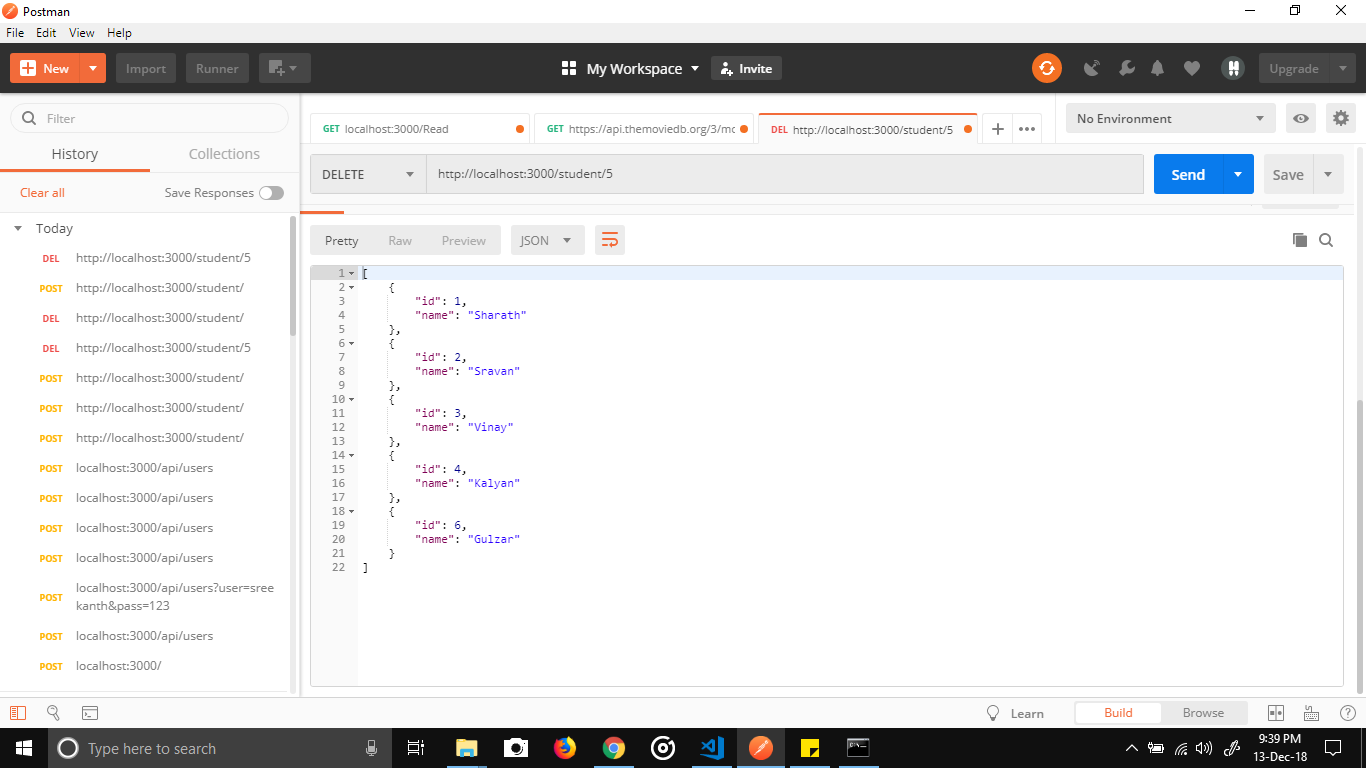 Postman
File Edit View Help
New Import Runner My Workspace Invite Upgrade
Filter
History Collections
Clear all Save Responses
Today
DEL http://localhost:3000/student/5
POST http://localhost:3000/student/
DEL http://localhost:3000/student/
DEL http://localhost:3000/student/5
POST http://localhost:3000/student/
POST http://localhost:3000/student/
POST http://localhost:3000/student/
POST localhost:3000/api/users
POST localhost:3000/api/users
POST localhost:3000/api/users
POST localhost:3000/api/users
POST localhost:3000/api/users?user=sree
kanth&pass=123
POST localhost:3000/api/users
POST localhost:3000/
GET localhost:3000/Read GET https://api.themoviedb.org/3/mc DEL http://localhost:3000/student/5 No Environment
DELETE http://localhost:3000/student/5 Send Save
Pretty Raw Preview JSON
1 [
2 {
3 "id": 1,
4 "name": "Sharath"
5 },
6 {
7 "id": 2,
8 "name": "Sravan"
9 },
10 {
11 "id": 3,
12 "name": "Vinay"
13 },
14 {
15 "id": 4,
16 "name": "Kalyan"
17 },
18 {
19 "id": 6,
20 "name": "Gulzar"
21 }
22 ]
Learn Build Browse
Type here to search
9:39 PM
13-Dec-18